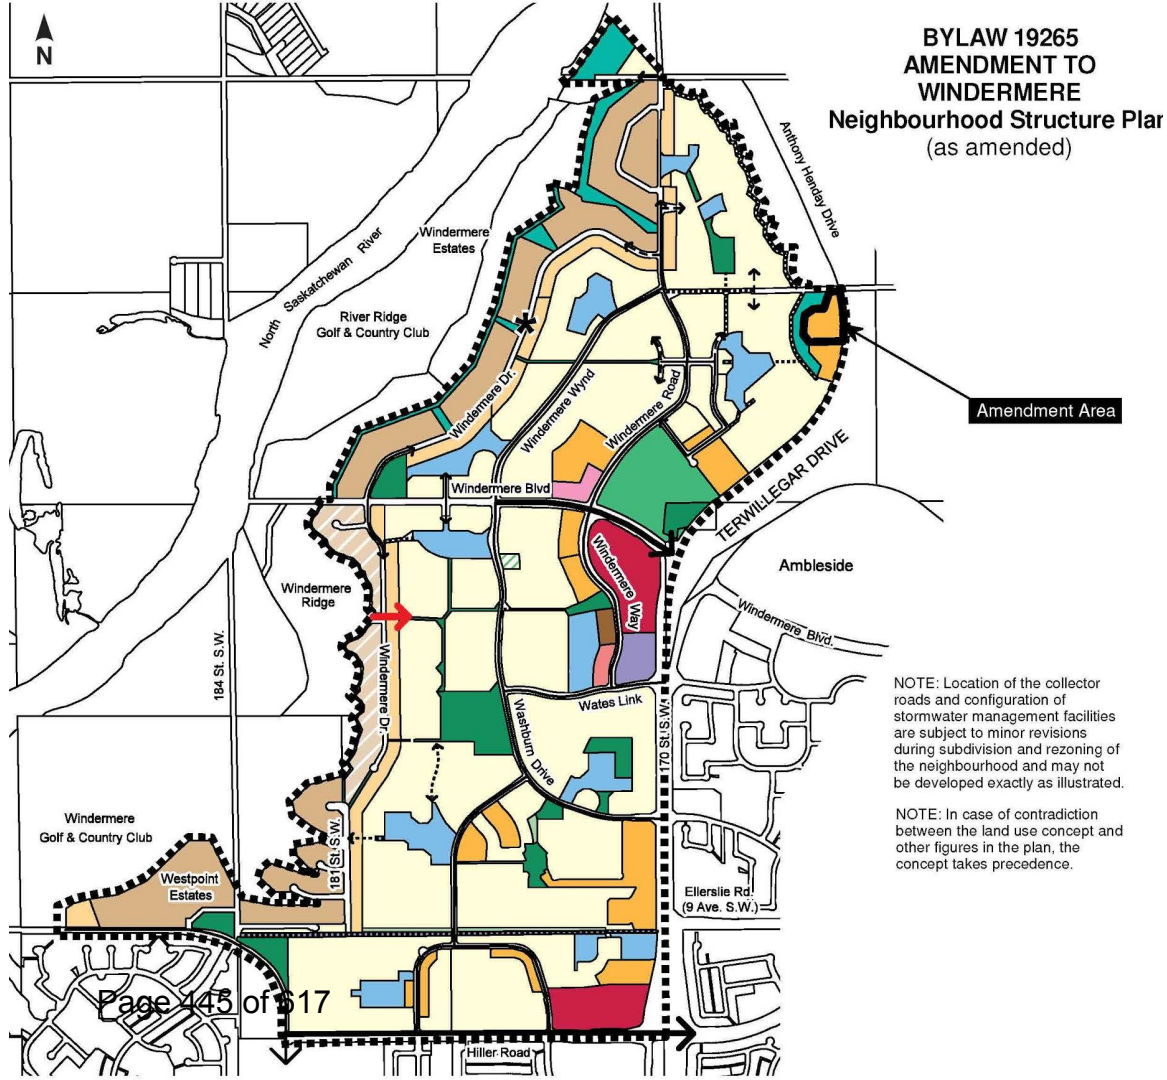 N
BYLAW 19265
AMENDMENT TO
WINDERMERE
Neighbourhood Structure Plan
(as amended)
Anthony Henday Drive
North Saskatchewan River
Windermere
Estates
River Ridge
Golf & Country Club
Windermere Dr.
Windermere Wynd
Windermere Road
Amendment Area
TERWILLEGAR DRIVE
Windermere Blvd
Windermere Way
Ambleside
Windermere Blvd.
Windermere
Ridge
184 St. S.W.
Windermere Dr.
Wates Link
Washburn Drive
170 St. S.W.
NOTE: Location of the collector
roads and configuration of
stormwater management facilities
are subject to minor revisions
during subdivision and rezoning of
the neighbourhood and may not
be developed exactly as illustrated.
NOTE: In case of contradiction
between the land use concept and
other figures in the plan, the
concept takes precedence.
Windermere
Golf & Country Club
181 St. S.W.
Westpoint
Estates
Ellerslie Rd.
(9 Ave. S.W.)
Page 445 of 617
Hiller Road